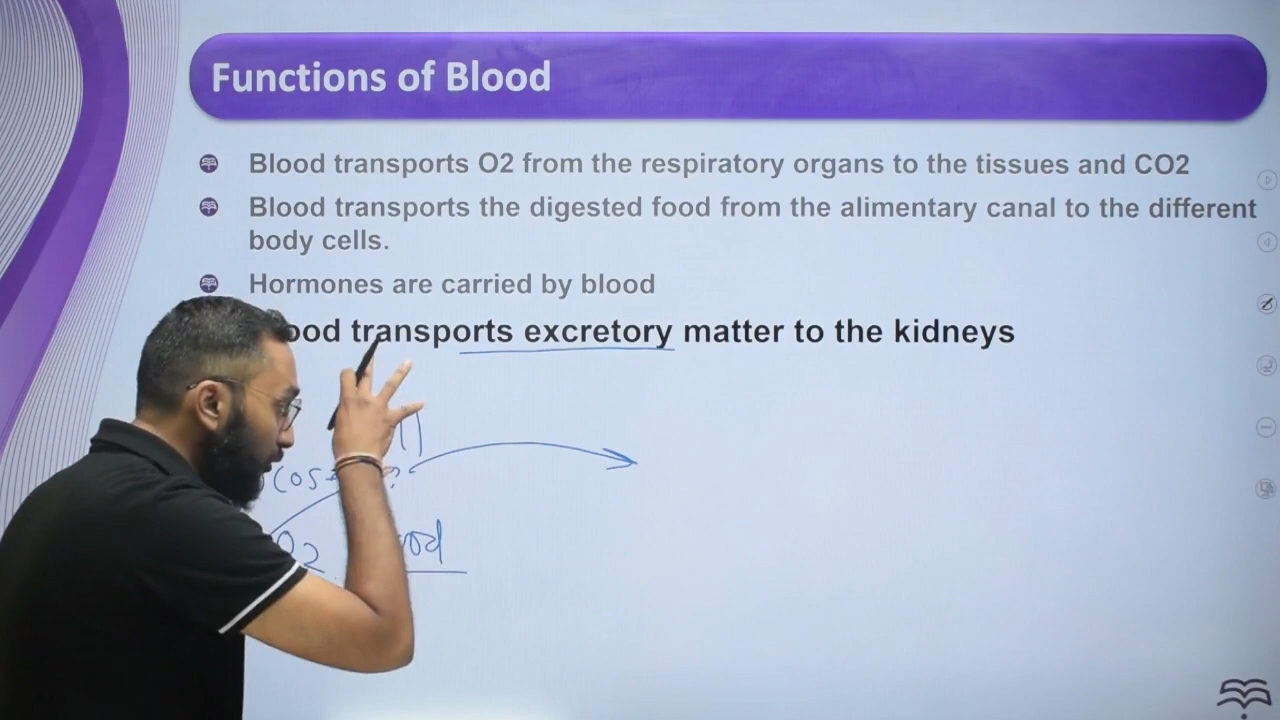 Functions of Blood
Blood transports O2 from the respiratory organs to the tissues and CO2
Blood transports the digested food from the alimentary canal to the different
body cells.
Hormones are carried by blood
transports excretory matter to the kidneys